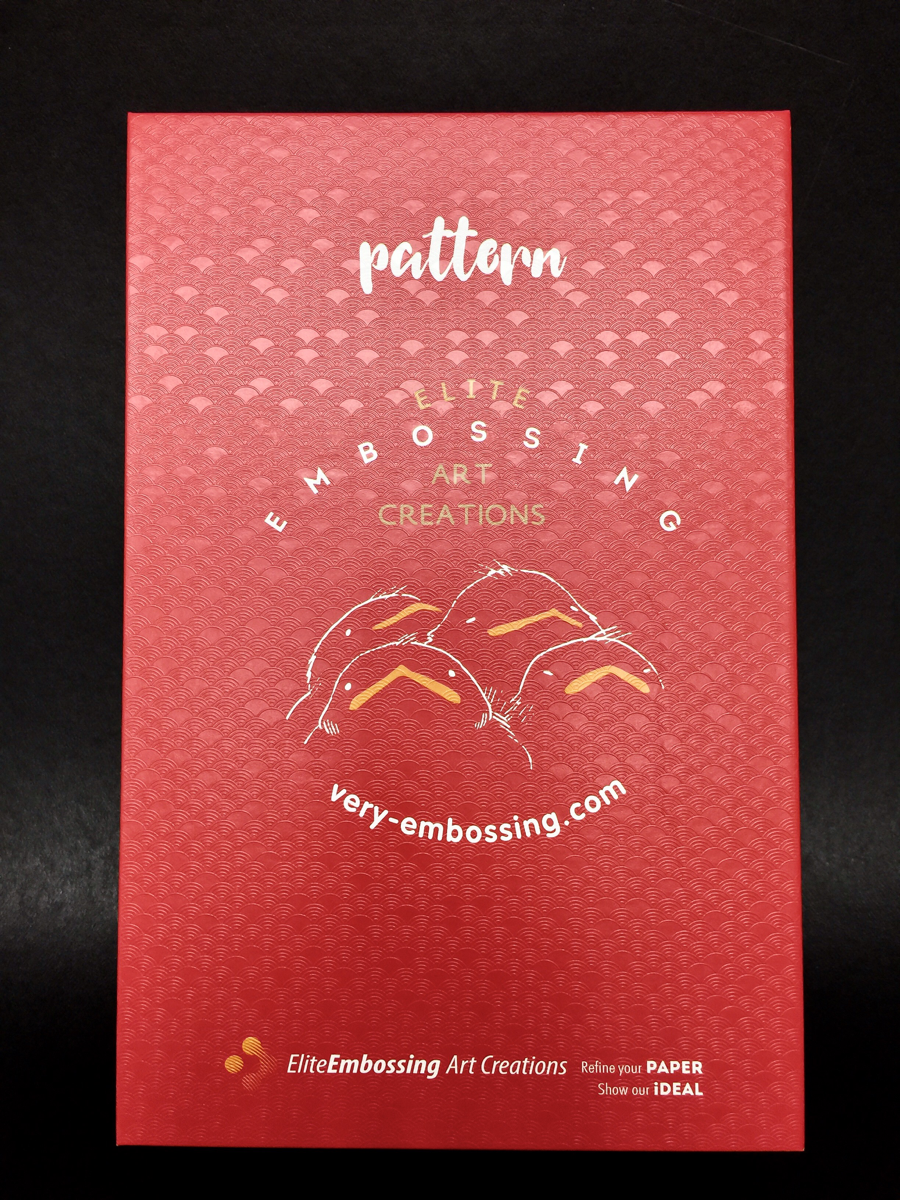 pattern
ELITE
EMBOSSING
ART
CREATIONS
very-embossing.com
EliteEmbossing Art Creations
Refine your PAPER
Show our iDEAL